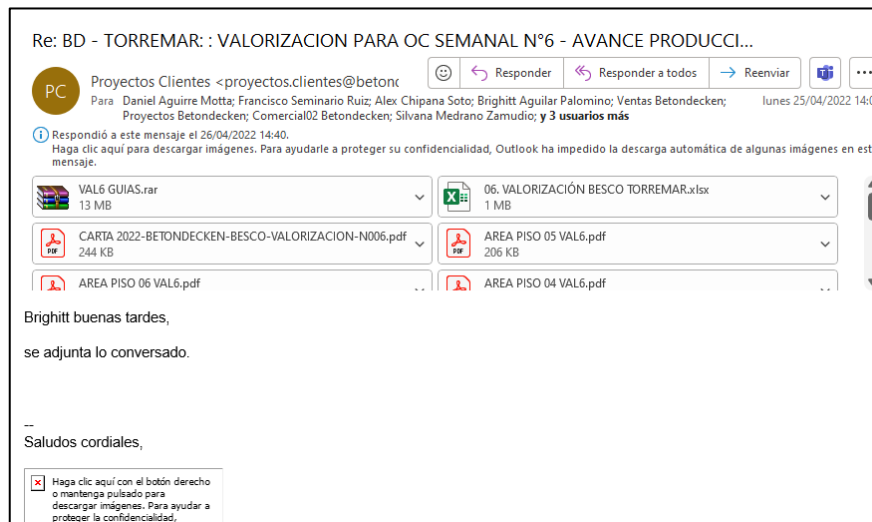 Re: BD - TORREMAR: : VALORIZACION PARA OC SEMANAL N°6 - AVANCE PRODUCCI...
PC
Proyectos Clientes <proyectos.clientes@betonc
Responder
Responder a todos
Reenviar
Para Daniel Aguirre Motta; Francisco Seminario Ruiz; Alex Chipana Soto; Brighitt Aguilar Palomino; Ventas Betondecken;
lunes 25/04/2022 14:0
Proyectos Betondecken; Comercial02 Betondecken; Silvana Medrano Zamudio; y 3 usuarios más
Respondió a este mensaje el 26/04/2022 14:40.
Haga clic aquí para descargar imágenes. Para ayudarle a proteger su confidencialidad, Outlook ha impedido la descarga automática de algunas imágenes en est
mensaje.
VAL6 GUIAS.rar
13 MB
06. VALORIZACIÓN BESCO TORREMAR.xlsx
1 MB
CARTA 2022-BETONDECKEN-BESCO-VALORIZACION-N006.pdf
244 KB
AREA PISO 05 VAL6.pdf
206 KB
AREA PISO 06 VAL6.pdf
AREA PISO 04 VAL6.pdf
Brighitt buenas tardes,
se adjunta lo conversado.
--
Saludos cordiales,
Haga clic aquí con el botón derecho
o mantenga pulsado para
descargar imágenes. Para ayudar a
proteger la confidencialidad,